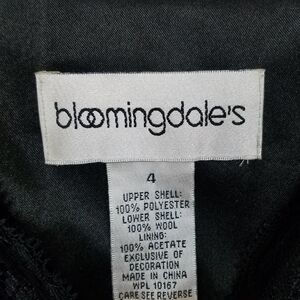 bloomingdale's
4
UPPER SHELL:
100% POLYESTER
LOWER SHELL:
100% WOOL
LINING:
100% ACETATE
EXCLUSIVE OF
DECORATION
MADE IN CHINA
WPL 10167
CARE SEE REVERSE